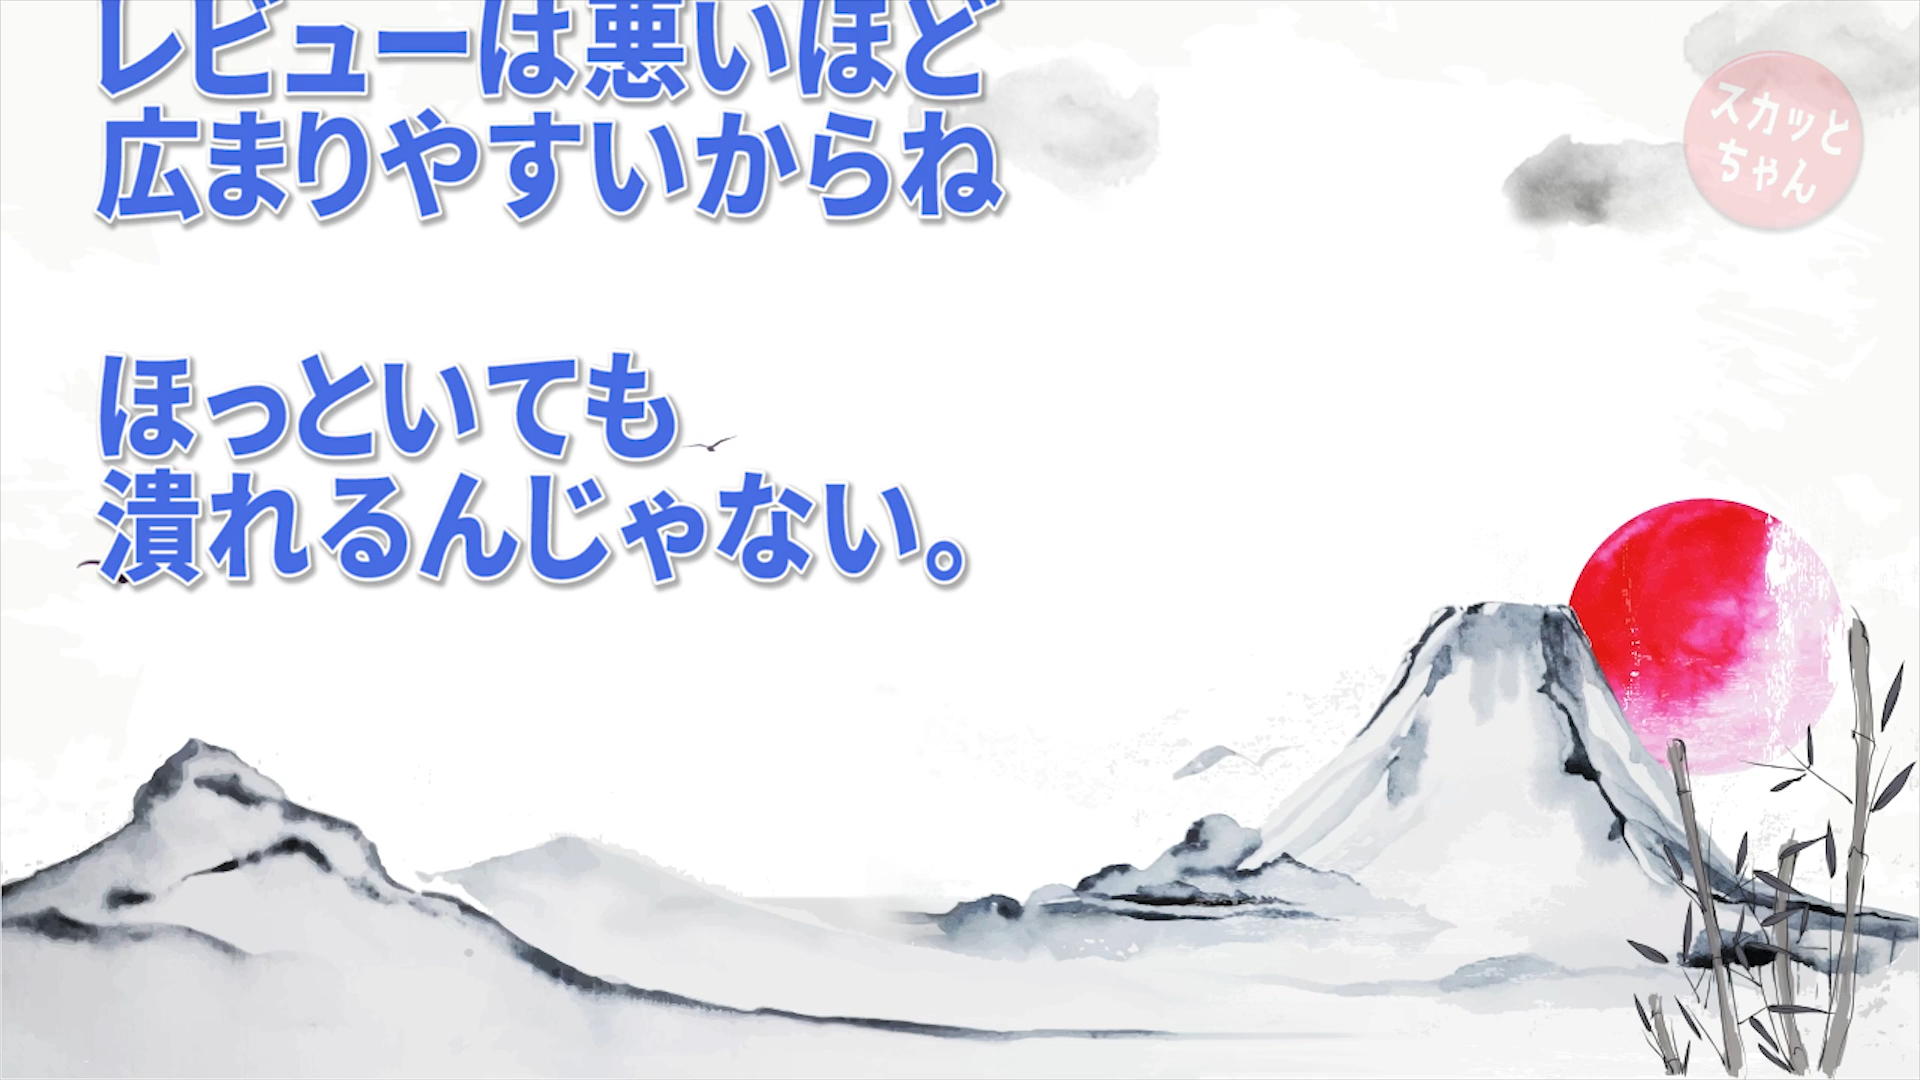 レビューは悪いほど
広まりやすいからね
ほっといても
潰れるんじゃない。
スカッと
ちゃん